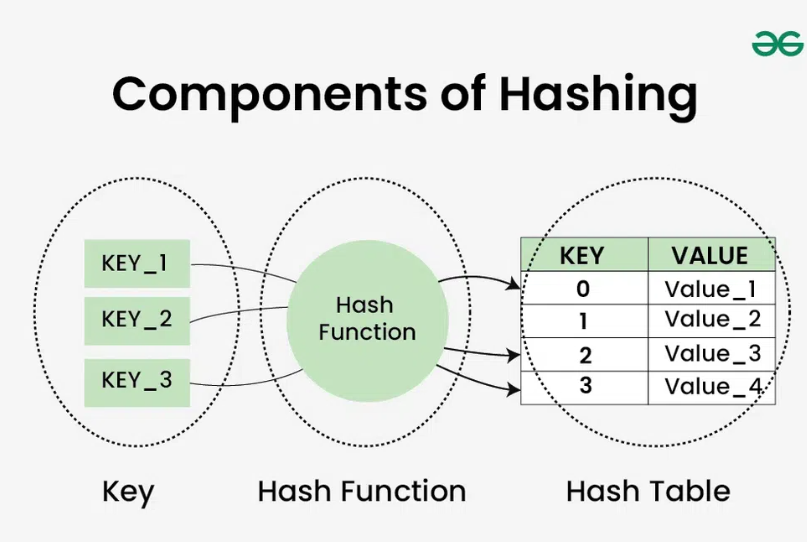 Components of Hashing
KEY_1
KEY_2
KEY_3
Hash
Function
KEY VALUE
0 Value_1
1 Value_2
2 Value_3
3 Value_4
Key
Hash Function
Hash Table